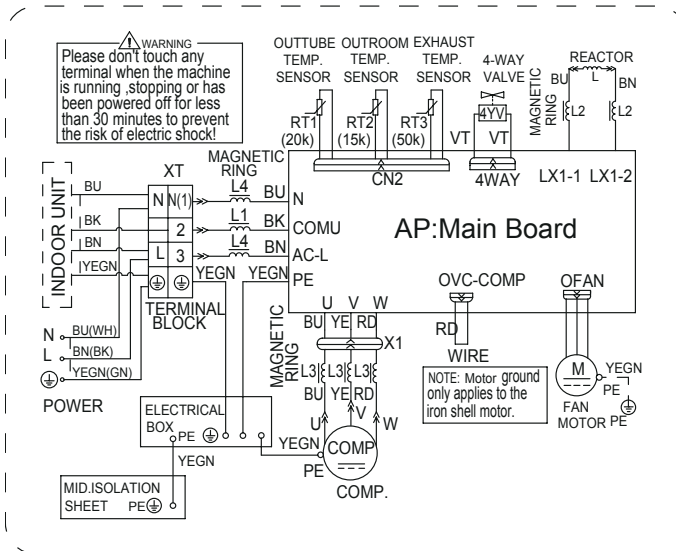 WARNING
Please don't touch any
terminal when the machine
is running ,stopping or has
been powered off for less
than 30 minutes to prevent
the risk of electric shock!
OUTTUBE
TEMP.
SENSOR
OUTROOM
TEMP.
SENSOR
EXHAUST
TEMP.
SENSOR
4-WAY
VALVE
MAGNETIC
RING
REACTOR
BU
L
BN
L2
L2
RT1
(20k)
RT2
(15k)
RT3
(50k)
VT
4YV
VT
CN2
4WAY
LX1-1
LX1-2
INDOOR UNIT
BU
BK
BN
YEGN
XT
N
N(1)
2
L
3
TERMINAL
BLOCK
MAGNETIC
RING
L4
BU
N
L1
BK
COMU
L4
BN
AC-L
YEGN
YEGN
PE
AP:Main Board
U
V
W
BU
YE
RD
X1
MAGNETIC
RING
L3
L3
L3
BU
YE
RD
U
V
W
OVC-COMP
RD
WIRE
OFAN
M
FAN
MOTOR
YEGN
PE
PE
NOTE: Motor ground
only applies to the
iron shell motor.
N
BU(WH)
L
BN(BK)
YEGN(GN)
POWER
ELECTRICAL
BOX
PE
YEGN
YEGN
PE
COMP
COMP.
MID.ISOLATION
SHEET
PE